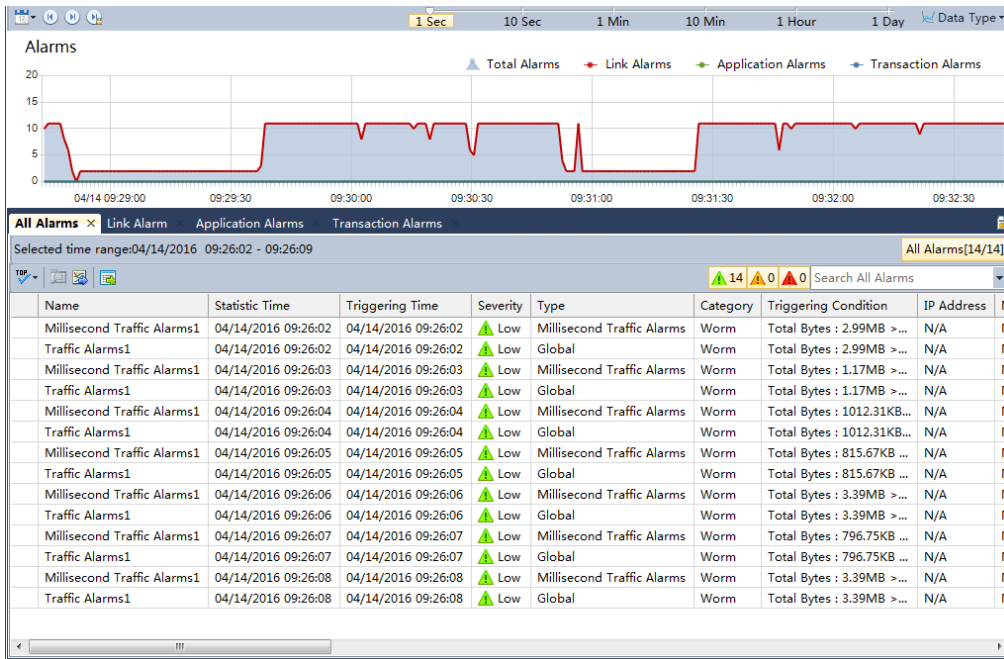 1 Sec 10 Sec 1 Min 10 Min 1 Hour 1 Day Data Type
Alarms
Total Alarms Link Alarms Application Alarms Transaction Alarms
20
15
10
5
0
04/14 09:29:00 09:29:30 09:30:00 09:30:30 09:31:00 09:31:30 09:32:00 09:32:30
All Alarms × Link Alarm × Application Alarms × Transaction Alarms ×
Selected time range:04/14/2016 09:26:02 - 09:26:09 All Alarms[14/14]
TOP 14 0 0 Search All Alarms
Name Statistic Time Triggering Time Severity Type Category Triggering Condition IP Address
Millisecond Traffic Alarms1 04/14/2016 09:26:02 04/14/2016 09:26:02 Low Millisecond Traffic Alarms Worm Total Bytes : 2.99MB >... N/A
Traffic Alarms1 04/14/2016 09:26:02 04/14/2016 09:26:02 Low Global Worm Total Bytes : 2.99MB >... N/A
Millisecond Traffic Alarms1 04/14/2016 09:26:03 04/14/2016 09:26:03 Low Millisecond Traffic Alarms Worm Total Bytes : 1.17MB >... N/A
Traffic Alarms1 04/14/2016 09:26:03 04/14/2016 09:26:03 Low Global Worm Total Bytes : 1.17MB >... N/A
Millisecond Traffic Alarms1 04/14/2016 09:26:04 04/14/2016 09:26:04 Low Millisecond Traffic Alarms Worm Total Bytes : 1012.31KB... N/A
Traffic Alarms1 04/14/2016 09:26:04 04/14/2016 09:26:04 Low Global Worm Total Bytes : 1012.31KB... N/A
Millisecond Traffic Alarms1 04/14/2016 09:26:05 04/14/2016 09:26:05 Low Millisecond Traffic Alarms Worm Total Bytes : 815.67KB ... N/A
Traffic Alarms1 04/14/2016 09:26:05 04/14/2016 09:26:05 Low Global Worm Total Bytes : 815.67KB ... N/A
Millisecond Traffic Alarms1 04/14/2016 09:26:06 04/14/2016 09:26:06 Low Millisecond Traffic Alarms Worm Total Bytes : 3.39MB >... N/A
Traffic Alarms1 04/14/2016 09:26:06 04/14/2016 09:26:06 Low Global Worm Total Bytes : 3.39MB >... N/A
Millisecond Traffic Alarms1 04/14/2016 09:26:07 04/14/2016 09:26:07 Low Millisecond Traffic Alarms Worm Total Bytes : 796.75KB ... N/A
Traffic Alarms1 04/14/2016 09:26:07 04/14/2016 09:26:07 Low Global Worm Total Bytes : 796.75KB ... N/A
Millisecond Traffic Alarms1 04/14/2016 09:26:08 04/14/2016 09:26:08 Low Millisecond Traffic Alarms Worm Total Bytes : 3.39MB >... N/A
Traffic Alarms1 04/14/2016 09:26:08 04/14/2016 09:26:08 Low Global Worm Total Bytes : 3.39MB >... N/A